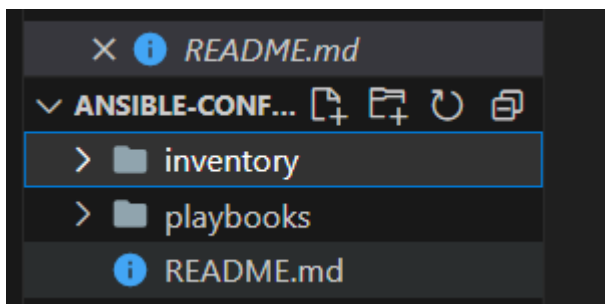 README.md
ANSIBLE-CONF...
inventory
playbooks
README.md